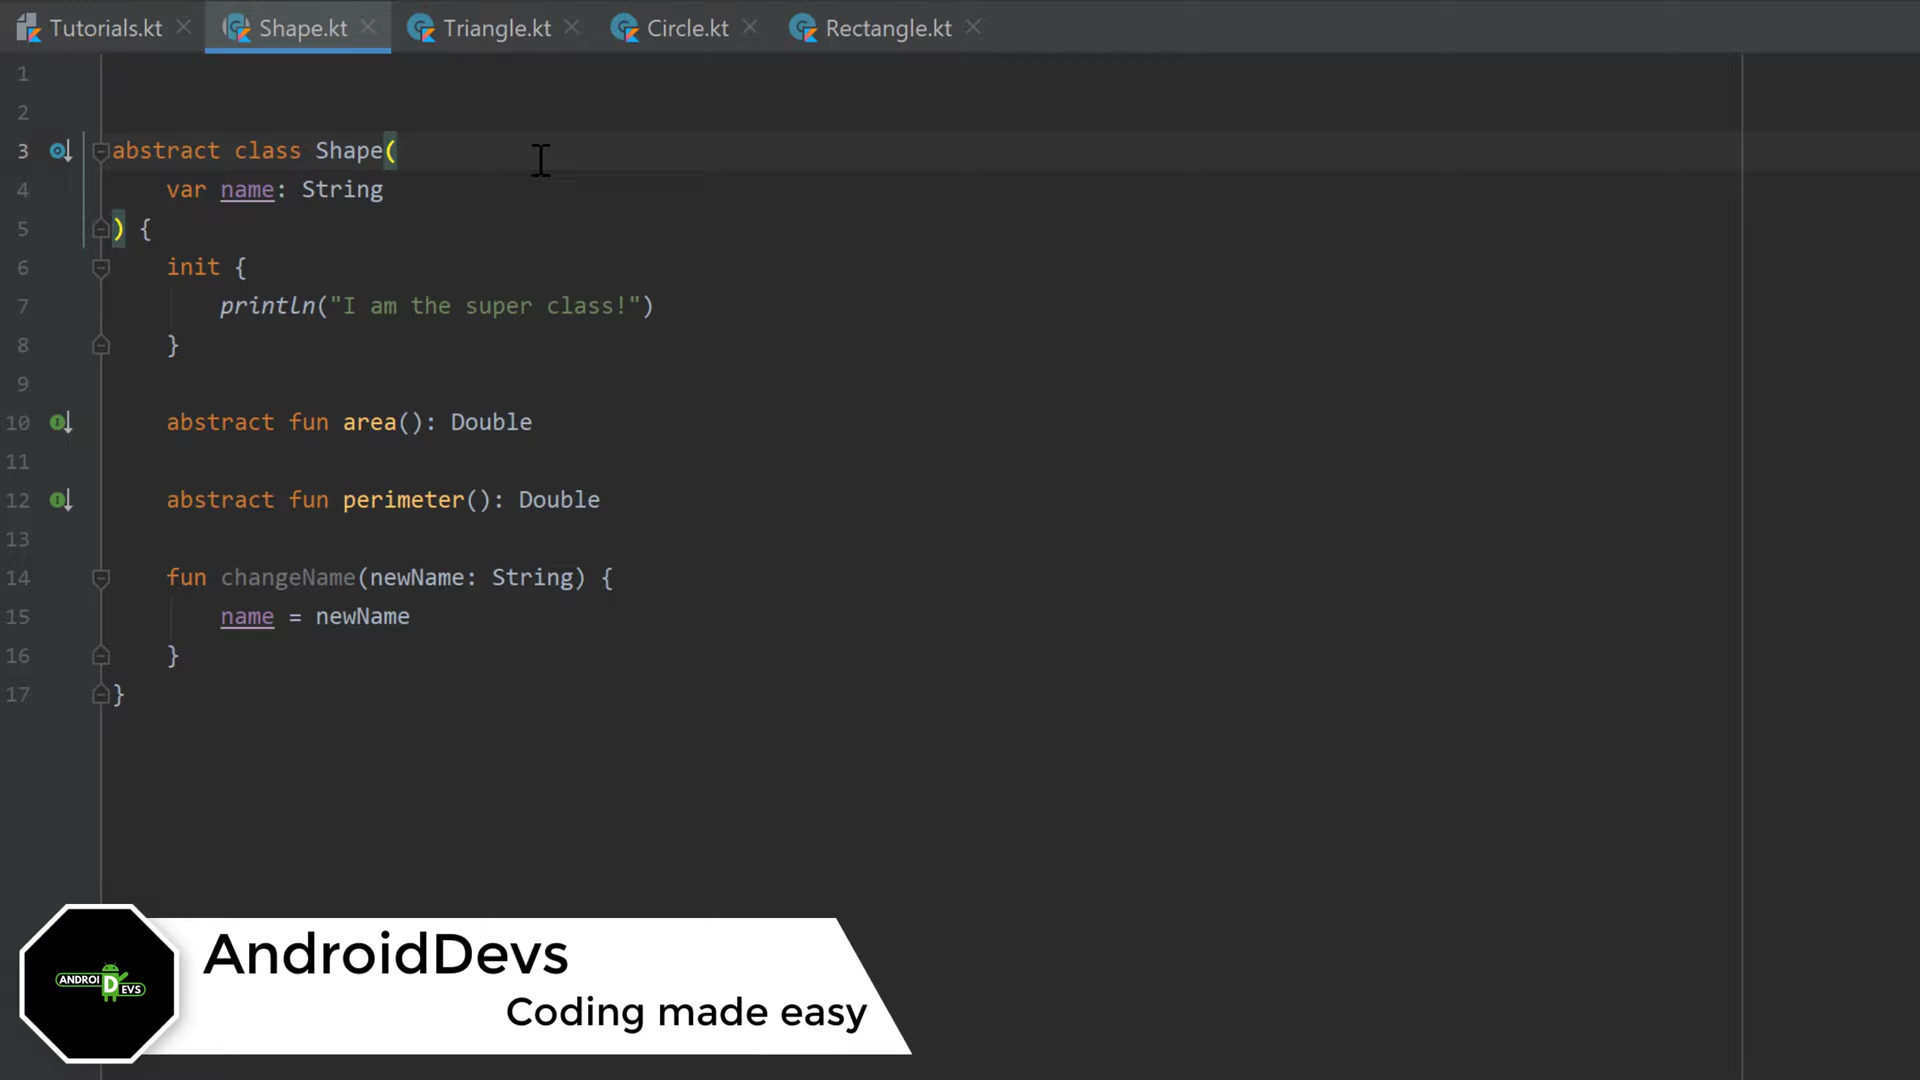 Tutorials.kt Shape.kt Triangle.kt Circle.kt Rectangle.kt
1
2
3 abstract class Shape(
4 var name: String
5 ) {
6 init {
7 println("I am the super class!")
8 }
9
10 abstract fun area(): Double
11
12 abstract fun perimeter(): Double
13
14 fun changeName(newName: String) {
15 name = newName
16 }
17 }
AndroidDevs
Coding made easy
ANDROIDEVS